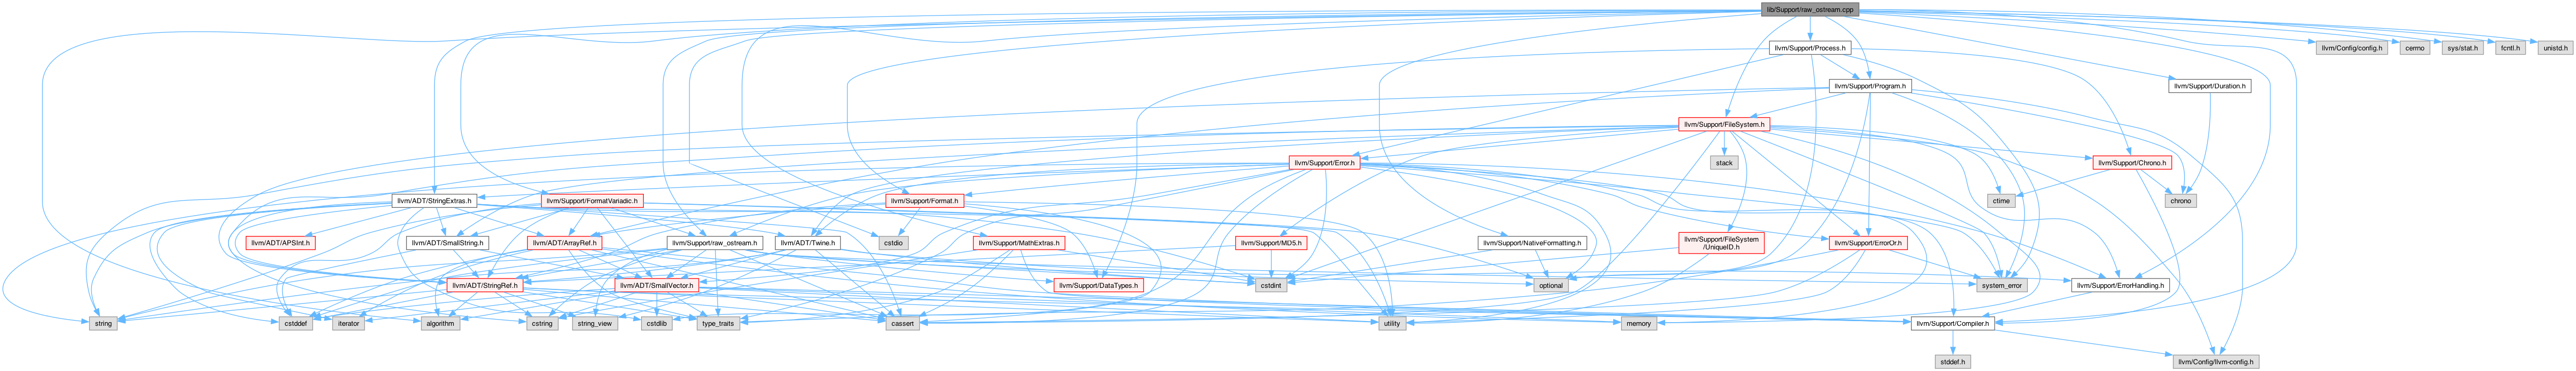 lib/Support/raw_ostream.cpp
llvm/Support/Process.h
llvm/Config/config.h
cerrno
sys/stat.h
fcntl.h
unistd.h
llvm/Support/Program.h
llvm/Support/Duration.h
llvm/Support/FileSystem.h
llvm/Support/Error.h
stack
llvm/Support/Chrono.h
llvm/ADT/StringExtras.h
llvm/Support/FormatVariadic.h
llvm/Support/Format.h
ctime
chrono
llvm/ADT/APSInt.h
llvm/ADT/SmallString.h
llvm/ADT/ArrayRef.h
llvm/Support/raw_ostream.h
llvm/ADT/Twine.h
cstdio
llvm/Support/MathExtras.h
llvm/Support/MD5.h
llvm/Support/NativeFormatting.h
llvm/Support/FileSystem
/UniqueID.h
llvm/Support/ErrorOr.h
llvm/ADT/StringRef.h
llvm/ADT/SmallVector.h
llvm/Support/DataTypes.h
cstdint
optional
system_error
llvm/Support/ErrorHandling.h
string
cstddef
iterator
algorithm
cstring
string_view
cstdlib
type_traits
cassert
utility
memory
llvm/Support/Compiler.h
stddef.h
llvm/Config/llvm-config.h